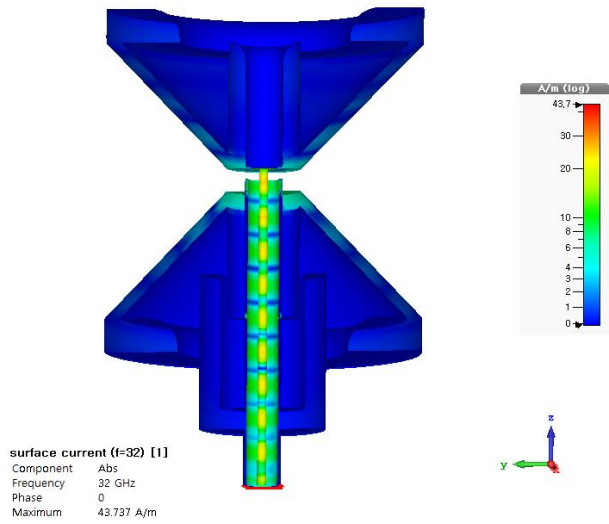 A/m (log)
43,7
30
20
10
8
6
4
3
2
1
0
z
y
x
surface current (f=32) [1]
Component Abs
Frequency 32 GHz
Phase 0
Maximum 43.737 A/m